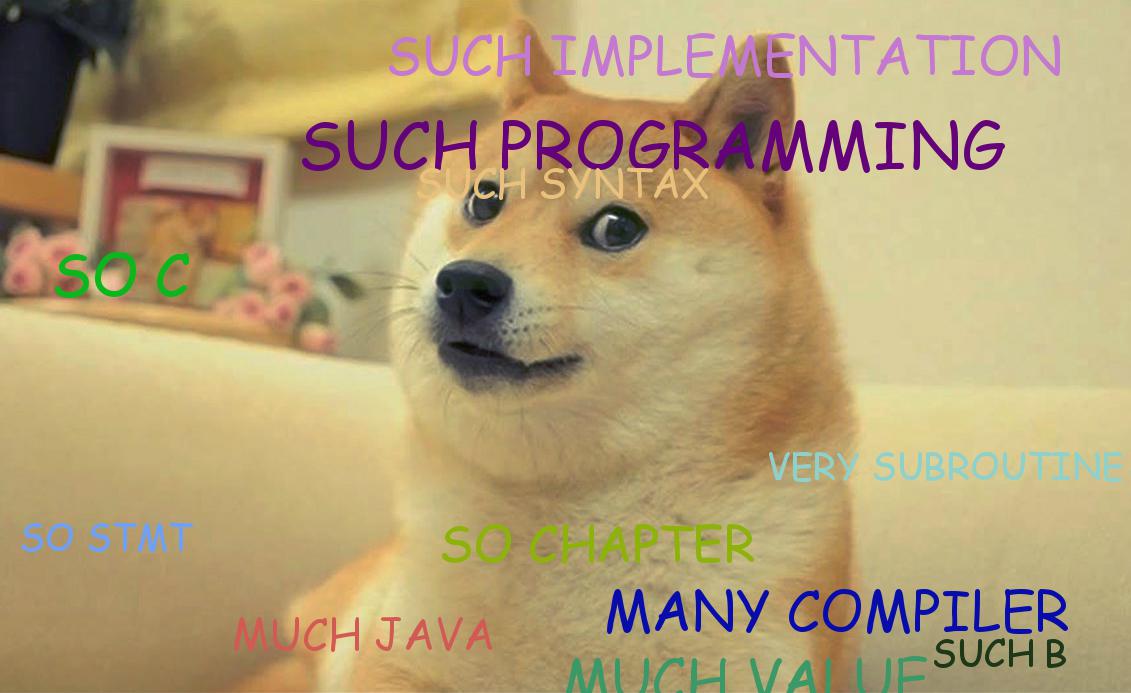 SUCH IMPLEMENTATION
SUCH PROGRAMMING
SUCH SYNTAX
SO C
VERY SUBROUTINE
SO STMT
SO CHAPTER
MANY COMPILER
MUCH JAVA
SUCH B
MUCH VALUE